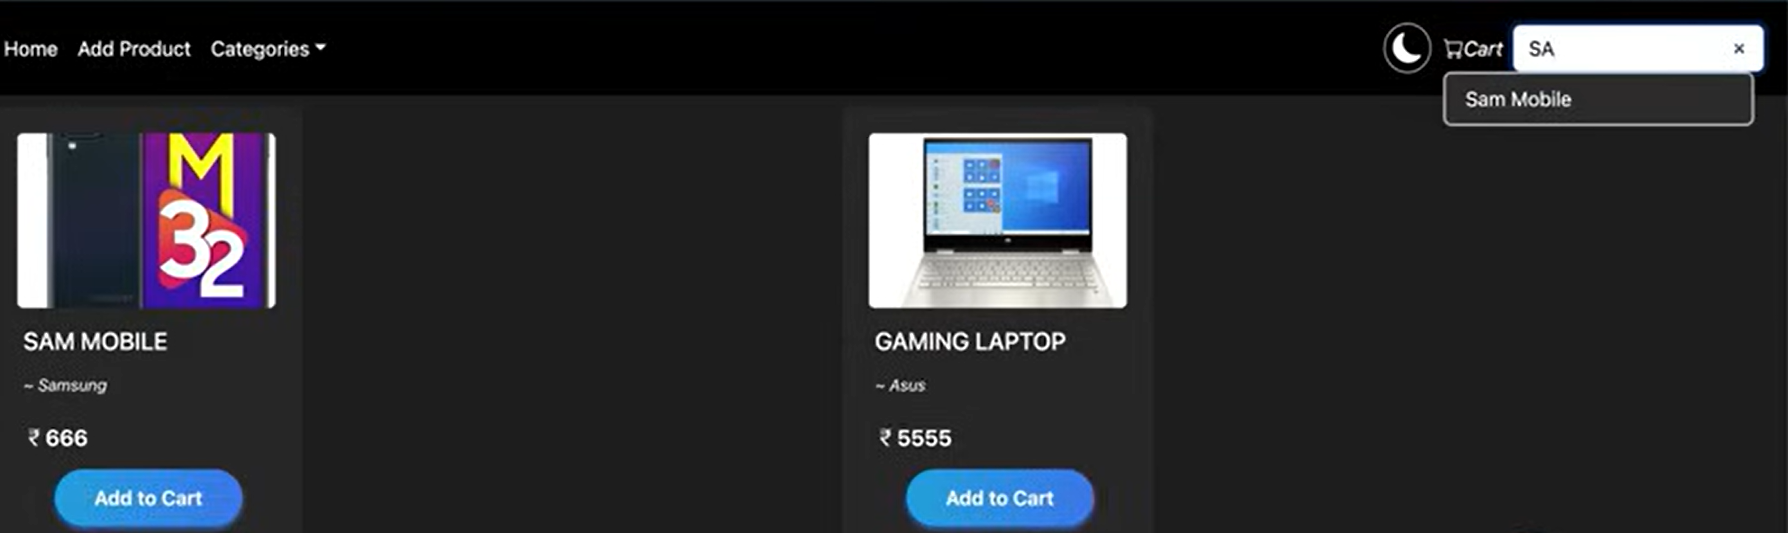 Home Add Product Categories Cart SA ×
Sam Mobile
M
32
SAM MOBILE
~ Samsung
₹ 666
Add to Cart
GAMING LAPTOP
~ Asus
₹ 5555
Add to Cart